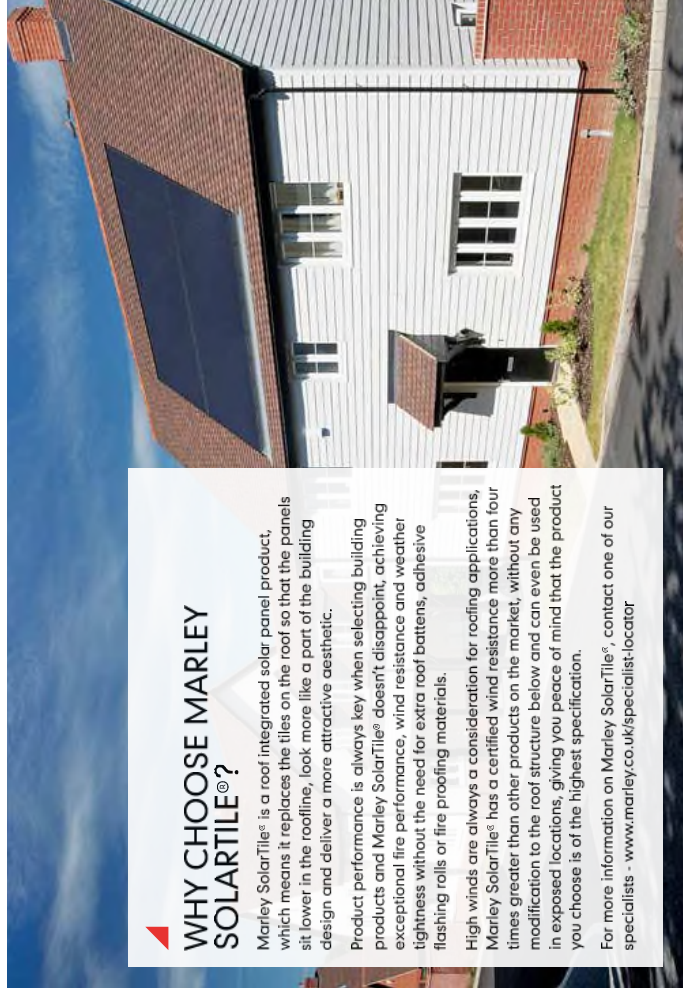 WHY CHOOSE MARLEY
SOLARTILE®?
Marley SolarTile® is a roof integrated solar panel product,
which means it replaces the tiles on the roof so that the panels
sit lower in the roofline, look more like a part of the building
design and deliver a more attractive aesthetic.
Product performance is always key when selecting building
products and Marley SolarTile® doesn't disappoint, achieving
exceptional fire performance, wind resistance and weather
tightness without the need for extra roof battens, adhesive
flashing rolls or fire proofing materials.
High winds are always a consideration for roofing applications,
Marley SolarTile® has a certified wind resistance more than four
times greater than other products on the market, without any
modification to the roof structure below and can even be used
in exposed locations, giving you peace of mind that the product
you choose is of the highest specification.
For more information on Marley SolarTile®, contact one of our
specialists - www.marley.co.uk/specialist-locator